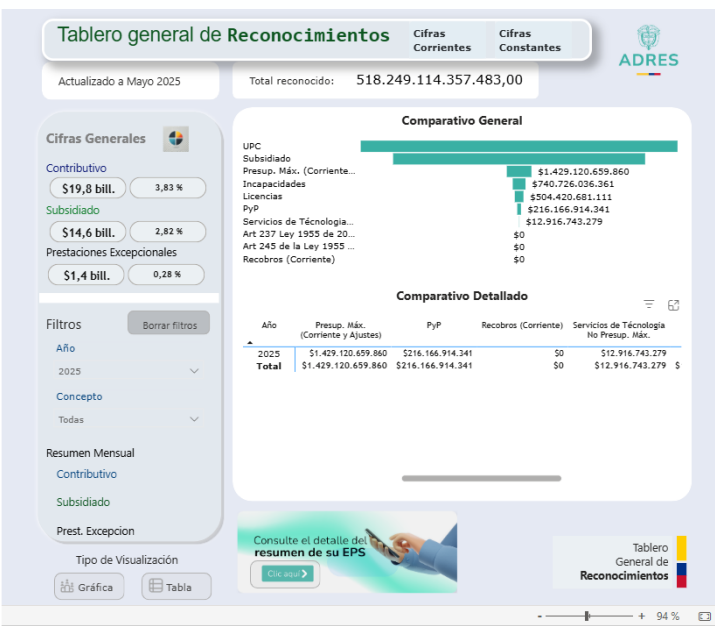 Tablero general de Reconocimientos
Cifras Corrientes
Cifras Constantes
ADRES
Actualizado a Mayo 2025
Total reconocido: 518.249.114.357.483,00
Cifras Generales
Contributivo
$19,8 bill. 3,83 %
Subsidiado
$14,6 bill. 2,82 %
Prestaciones Excepcionales
$1,4 bill. 0,28 %
Filtros
Borrar filtros
Año
2025
Concepto
Todas
Resumen Mensual
Contributivo
Subsidiado
Prest. Excepcion
Tipo de Visualización
Gráfica
Tabla
Comparativo General
UPC
Subsidiado
Presup. Máx. (Corriente... $1.429.120.659.860
Incapacidades $740.726.036.361
Licencias $504.420.681.111
PyP $216.166.914.341
Servicios de Técnologia... $12.916.743.279
Art 237 Ley 1955 de 20... $0
Art 245 de la Ley 1955 ... $0
Recobros (Corriente) $0
Comparativo Detallado
Año Presup. Máx. (Corriente y Ajustes) PyP Recobros (Corriente) Servicios de Técnologia No Presup. Máx.
2025 $1.429.120.659.860 $216.166.914.341 $0 $12.916.743.279
Total $1.429.120.659.860 $216.166.914.341 $0 $12.916.743.279 $
Consulte el detalle del
resumen de su EPS
Clic aquí
Tablero
General de
Reconocimientos
- + 94 %